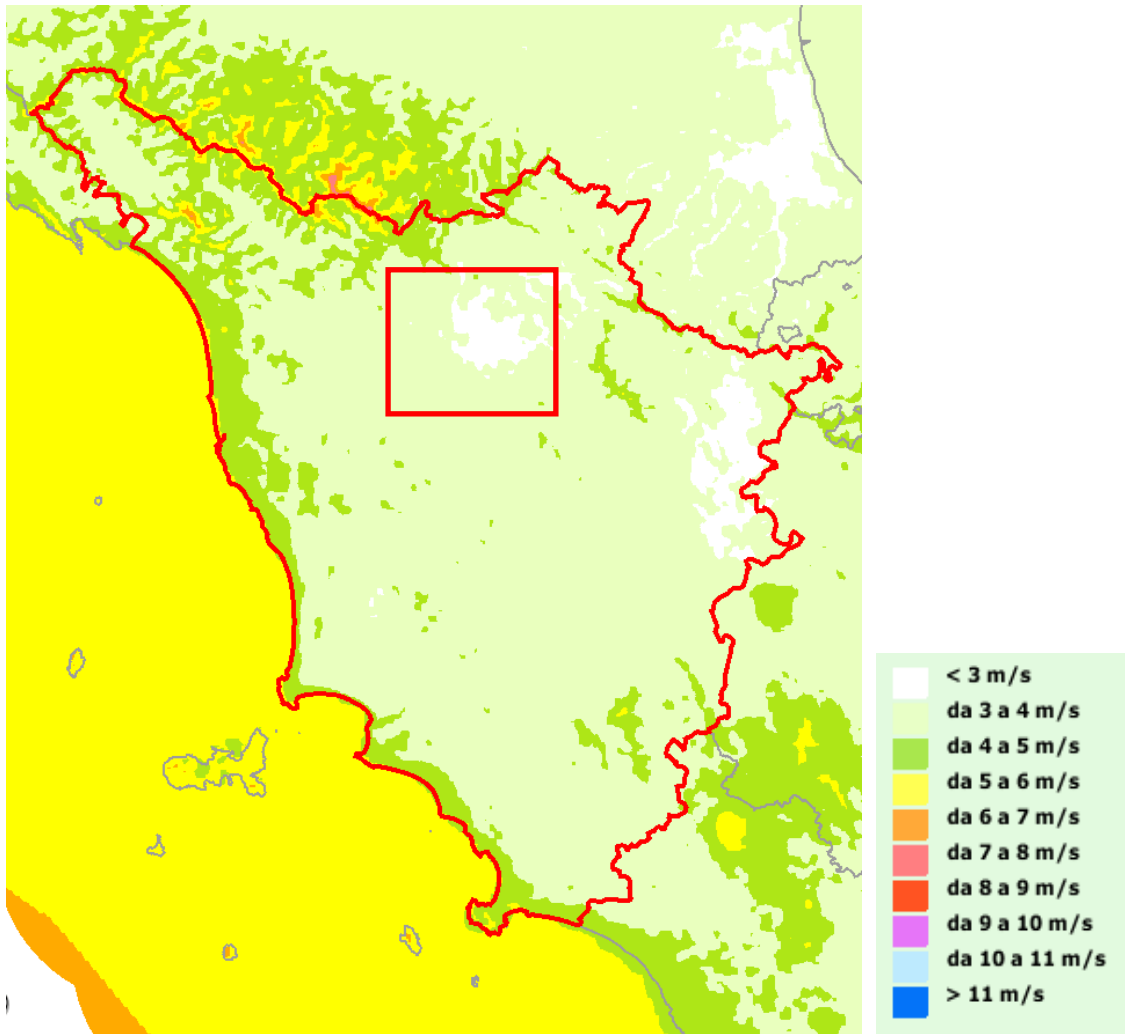 < 3 m/s
da 3 a 4 m/s
da 4 a 5 m/s
da 5 a 6 m/s
da 6 a 7 m/s
da 7 a 8 m/s
da 8 a 9 m/s
da 9 a 10 m/s
da 10 a 11 m/s
> 11 m/s